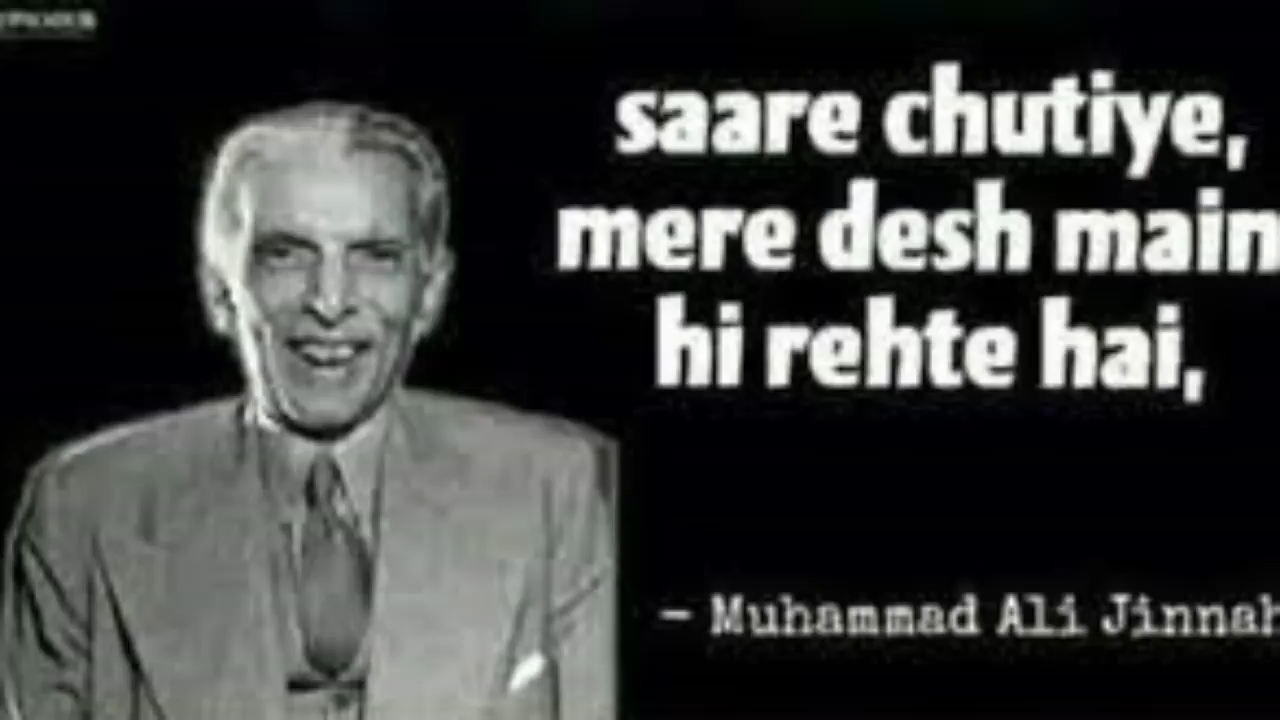 saare chutiye,
mere desh main
hi rehte hai,
- Muhammad Ali Jinnah